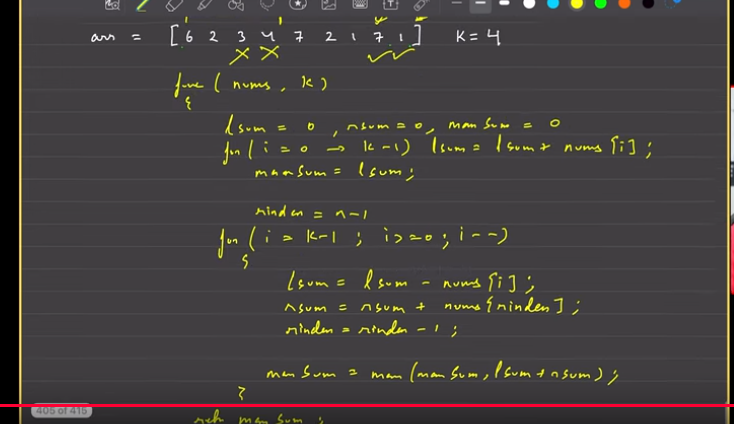 arr = [ 6 2 3 4 7 2 1 7 1 ] K = 4
func ( nums , k )
{
lsum = 0 , rsum = 0, maxSum = 0
for ( i = 0 → k-1) lsum = lsum + nums [i] ;
maxSum = lsum ;
rindex = n-1
for ( i = k-1 ; i >= 0 ; i -- )
{
lsum = lsum - nums [i] ;
rsum = rsum + nums [rindex] ;
rindex = rindex - 1 ;
maxSum = max (maxSum, lsum + rsum) ;
}
405 of 415
return maxSum ;